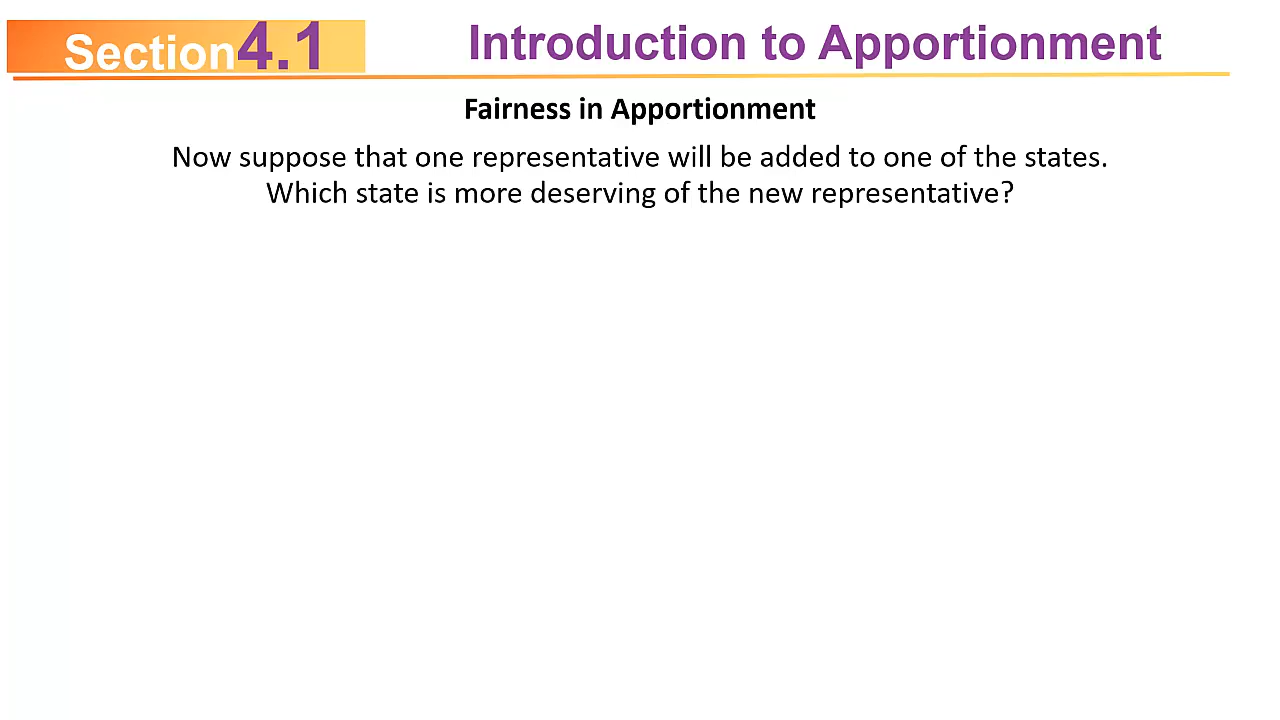 Section4.1
Introduction to Apportionment
Fairness in Apportionment
Now suppose that one representative will be added to one of the states.
Which state is more deserving of the new representative?